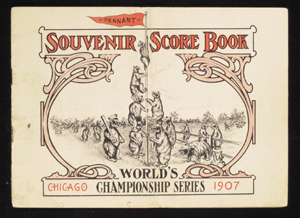 PENNANT
SOUVENIR SCORE BOOK
WORLD'S
CHICAGO CHAMPIONSHIP SERIES 1907